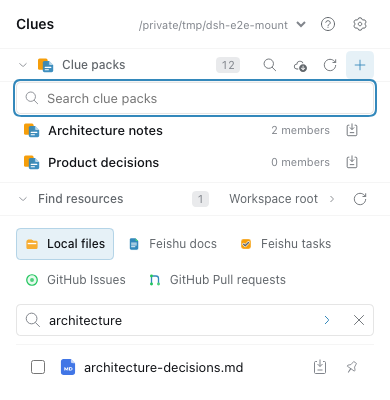 Clues /private/tmp/dsh-e2e-mount
Clue packs 12
Search clue packs
Architecture notes 2 members
Product decisions 0 members
Find resources 1 Workspace root
Local files Feishu docs Feishu tasks
GitHub Issues GitHub Pull requests
architecture
MD architecture-decisions.md